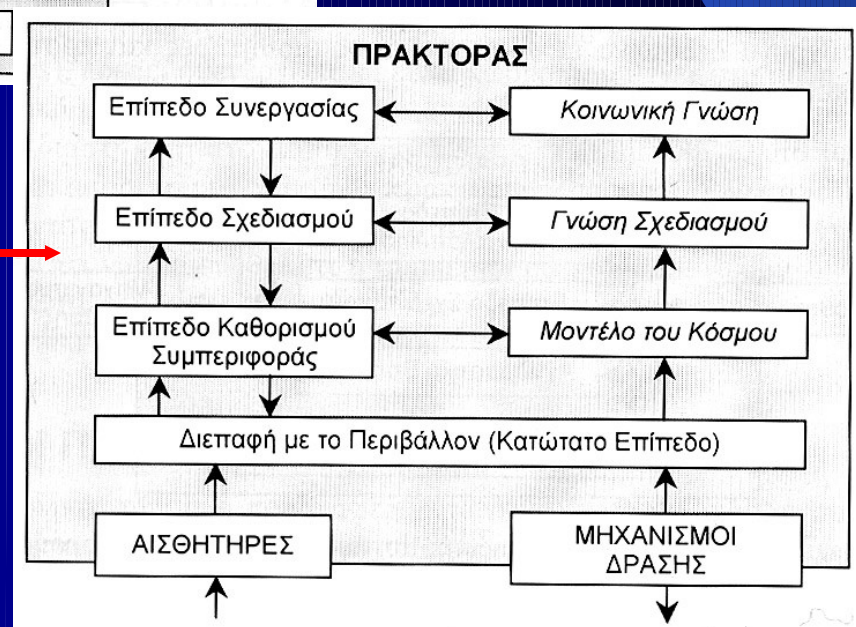 ΠΡΑΚΤΟΡΑΣ
Επίπεδο Συνεργασίας
Κοινωνική Γνώση
Επίπεδο Σχεδιασμού
Γνώση Σχεδιασμού
Επίπεδο Καθορισμού
Συμπεριφοράς
Μοντέλο του Κόσμου
Διεπαφή με το Περιβάλλον (Κατώτατο Επίπεδο)
ΑΙΣΘΗΤΗΡΕΣ
ΜΗΧΑΝΙΣΜΟΙ
ΔΡΑΣΗΣ